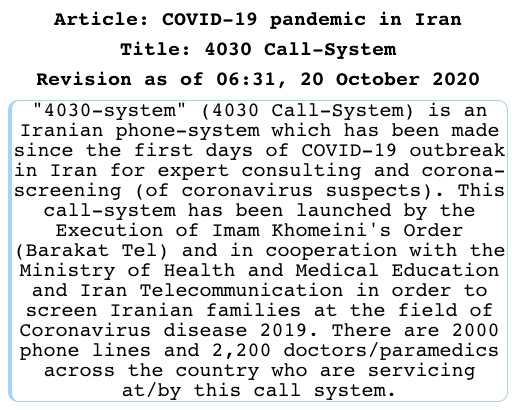 Article: COVID-19 pandemic in Iran
Title: 4030 Call-System
Revision as of 06:31, 20 October 2020
"4030-system" (4030 Call-System) is an
Iranian phone-system which has been made
since the first days of COVID-19 outbreak
in Iran for expert consulting and corona-
screening (of coronavirus suspects). This
call-system has been launched by the
Execution of Imam Khomeini's Order
(Barakat Tel) and in cooperation with the
Ministry of Health and Medical Education
and Iran Telecommunication in order to
screen Iranian families at the field of
Coronavirus disease 2019. There are 2000
phone lines and 2,200 doctors/paramedics
across the country who are servicing
at/by this call system.